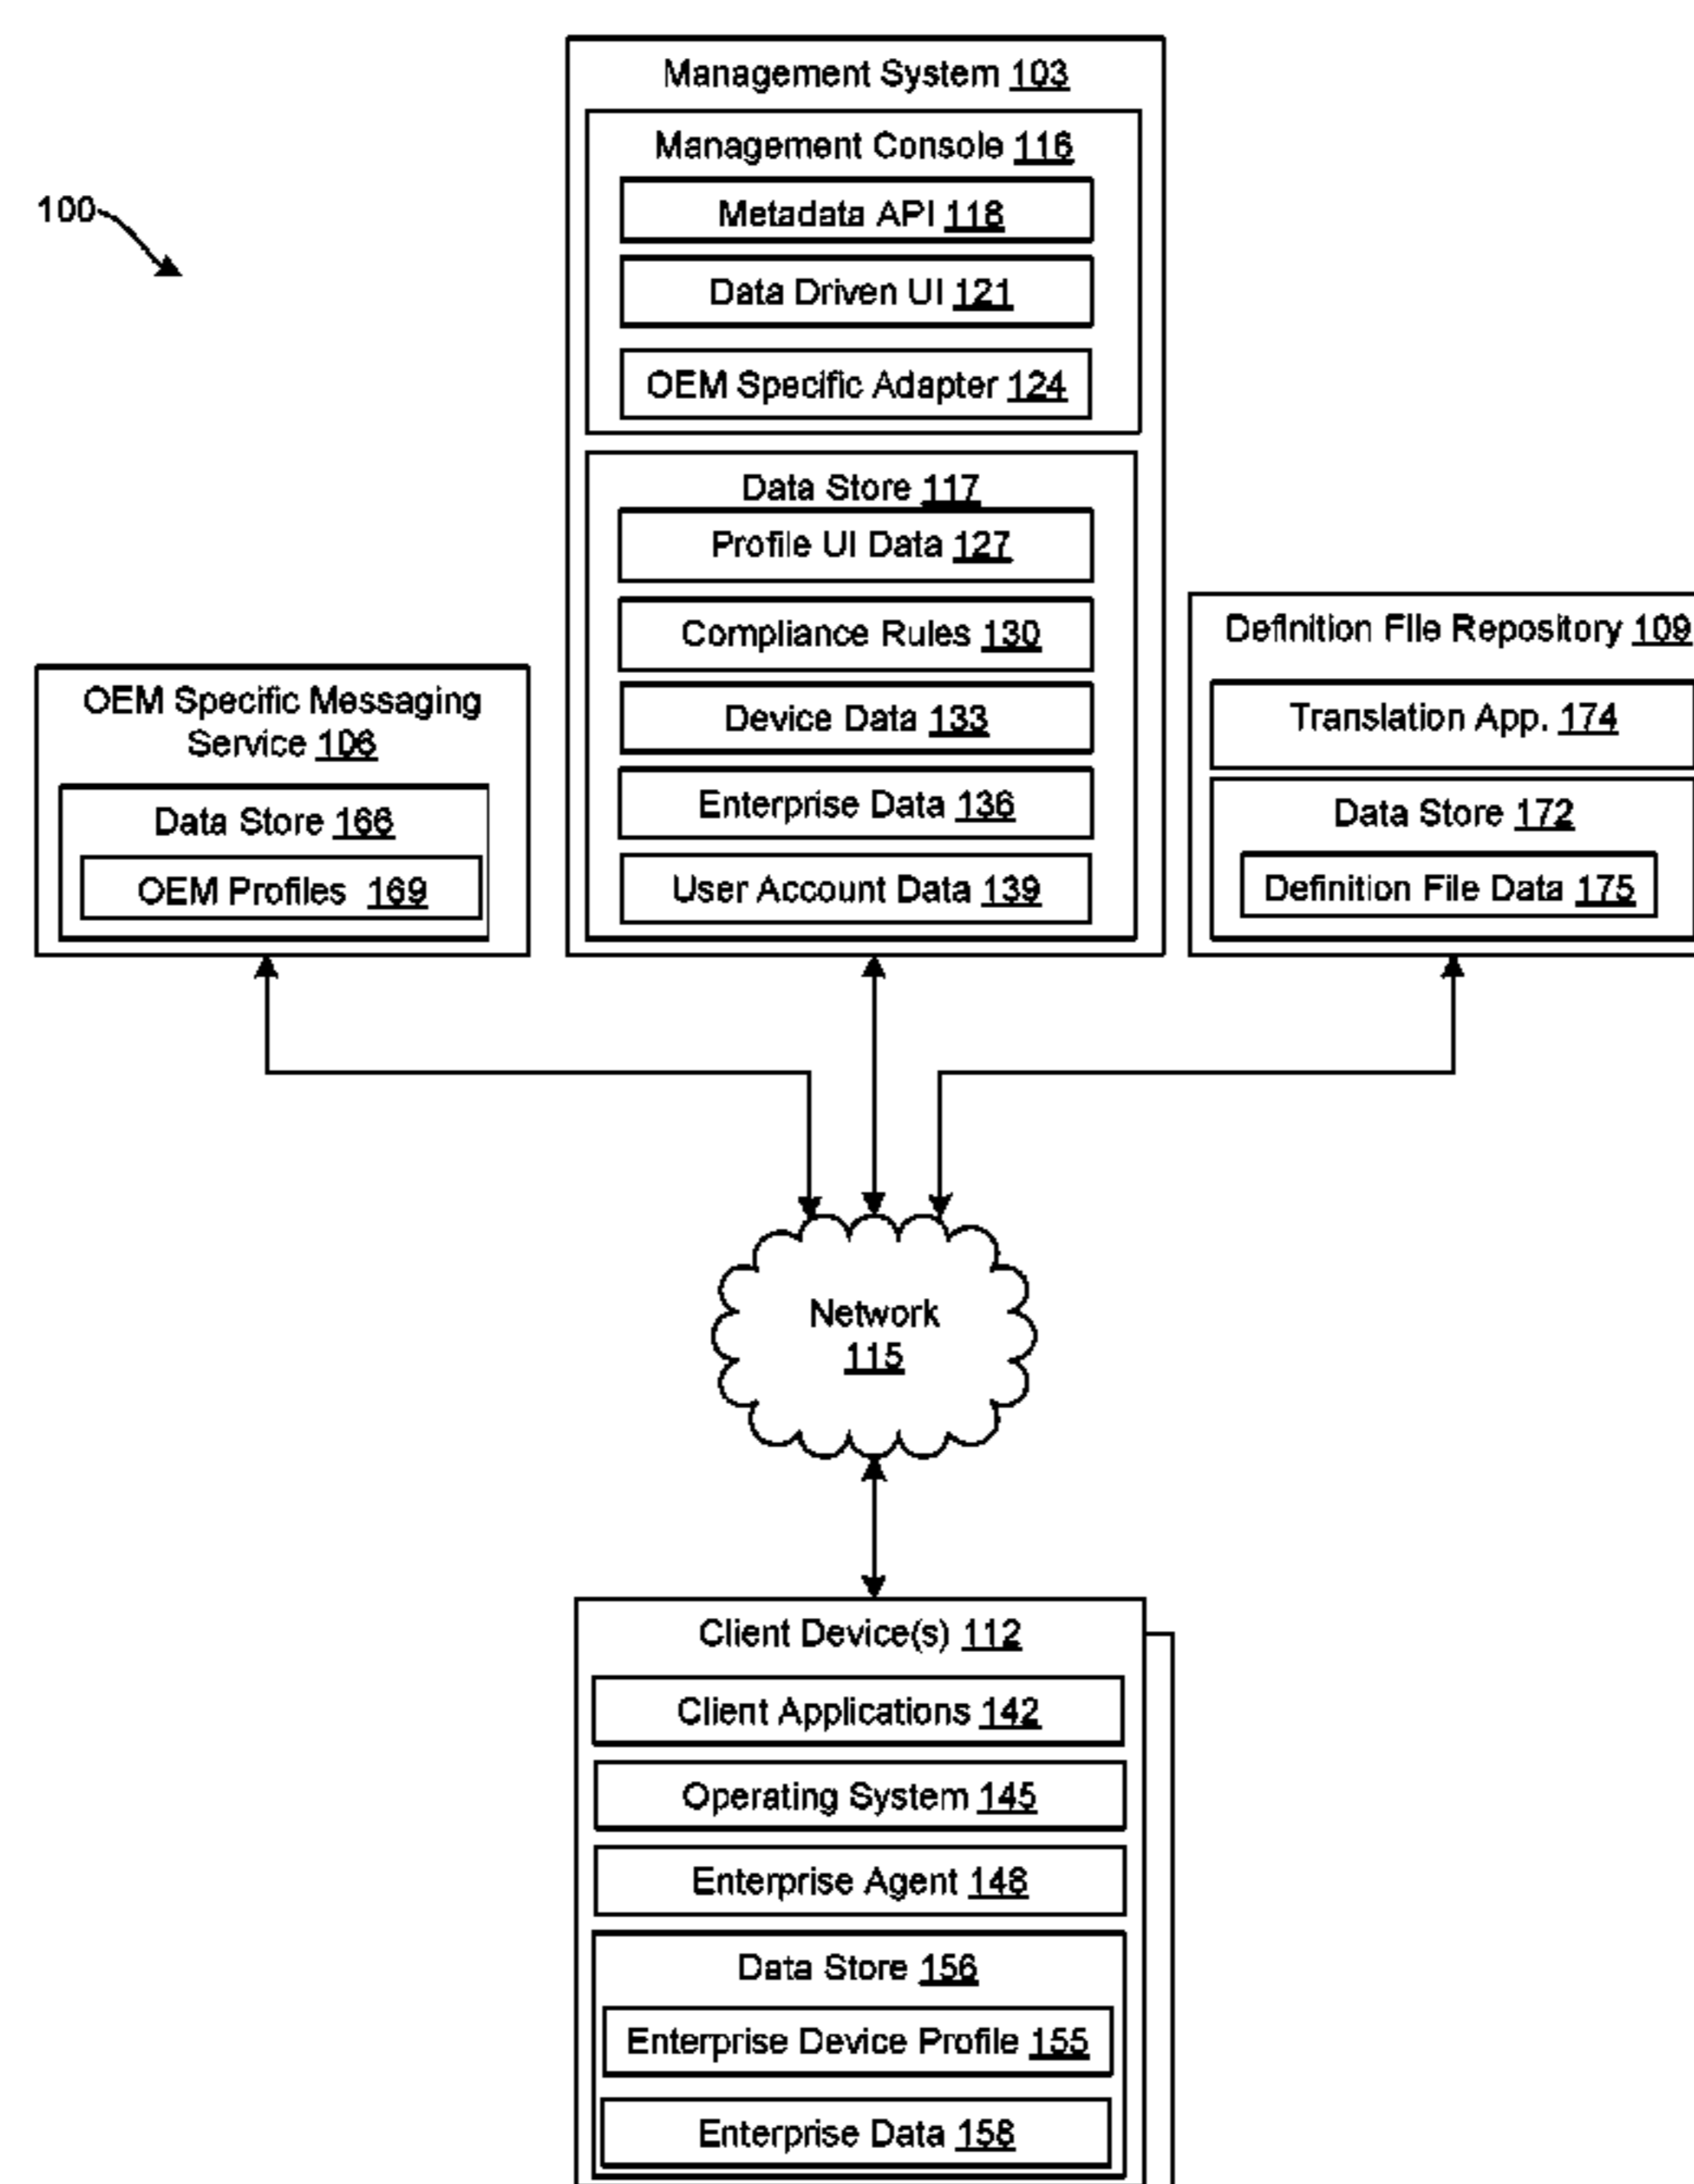 100
Management System 103
Management Console 116
Metadata API 118
Data Driven UI 121
OEM Specific Adapter 124
Data Store 117
Profile UI Data 127
Compliance Rules 130
Device Data 133
Enterprise Data 136
User Account Data 139
OEM Specific Messaging
Service 106
Data Store 166
OEM Profiles 169
Definition File Repository 109
Translation App. 174
Data Store 172
Definition File Data 175
Network
115
Client Device(s) 112
Client Applications 142
Operating System 145
Enterprise Agent 148
Data Store 156
Enterprise Device Profile 155
Enterprise Data 158